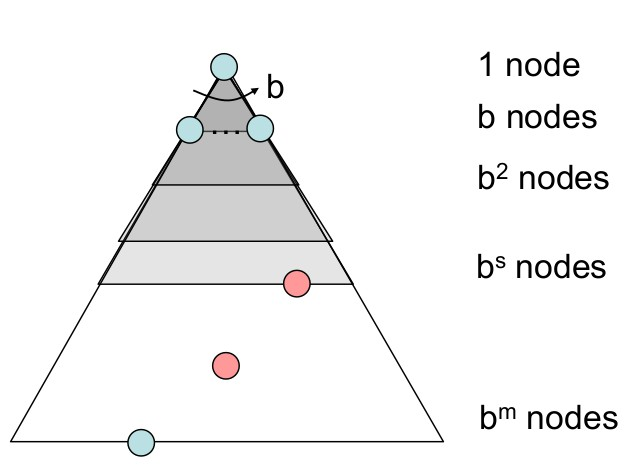 1 node
b
b nodes
b² nodes
bˢ nodes
bᵐ nodes